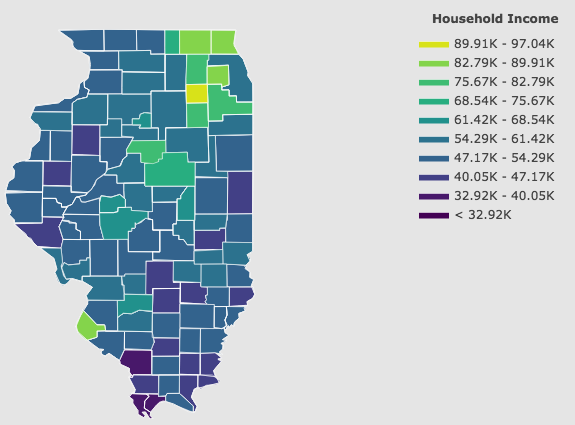 Household Income
89.91K - 97.04K
82.79K - 89.91K
75.67K - 82.79K
68.54K - 75.67K
61.42K - 68.54K
54.29K - 61.42K
47.17K - 54.29K
40.05K - 47.17K
32.92K - 40.05K
< 32.92K